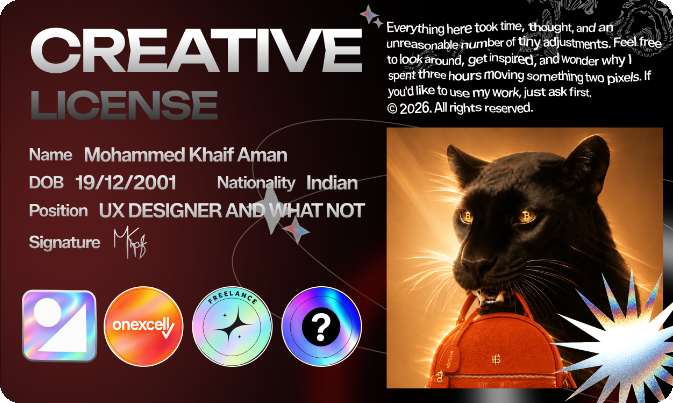 CREATIVE
LICENSE
Name Mohammed Khaif Aman
DOB 19/12/2001 Nationality Indian
Position UX DESIGNER AND WHAT NOT
Signature
onexcell
FREELANCE
?
Everything here took time, thought, and an
unreasonable number of tiny adjustments. Feel free
to look around, get inspired, and wonder why I
spent three hours moving something two pixels. If
you'd like to use my work, just ask first.
© 2026. All rights reserved.